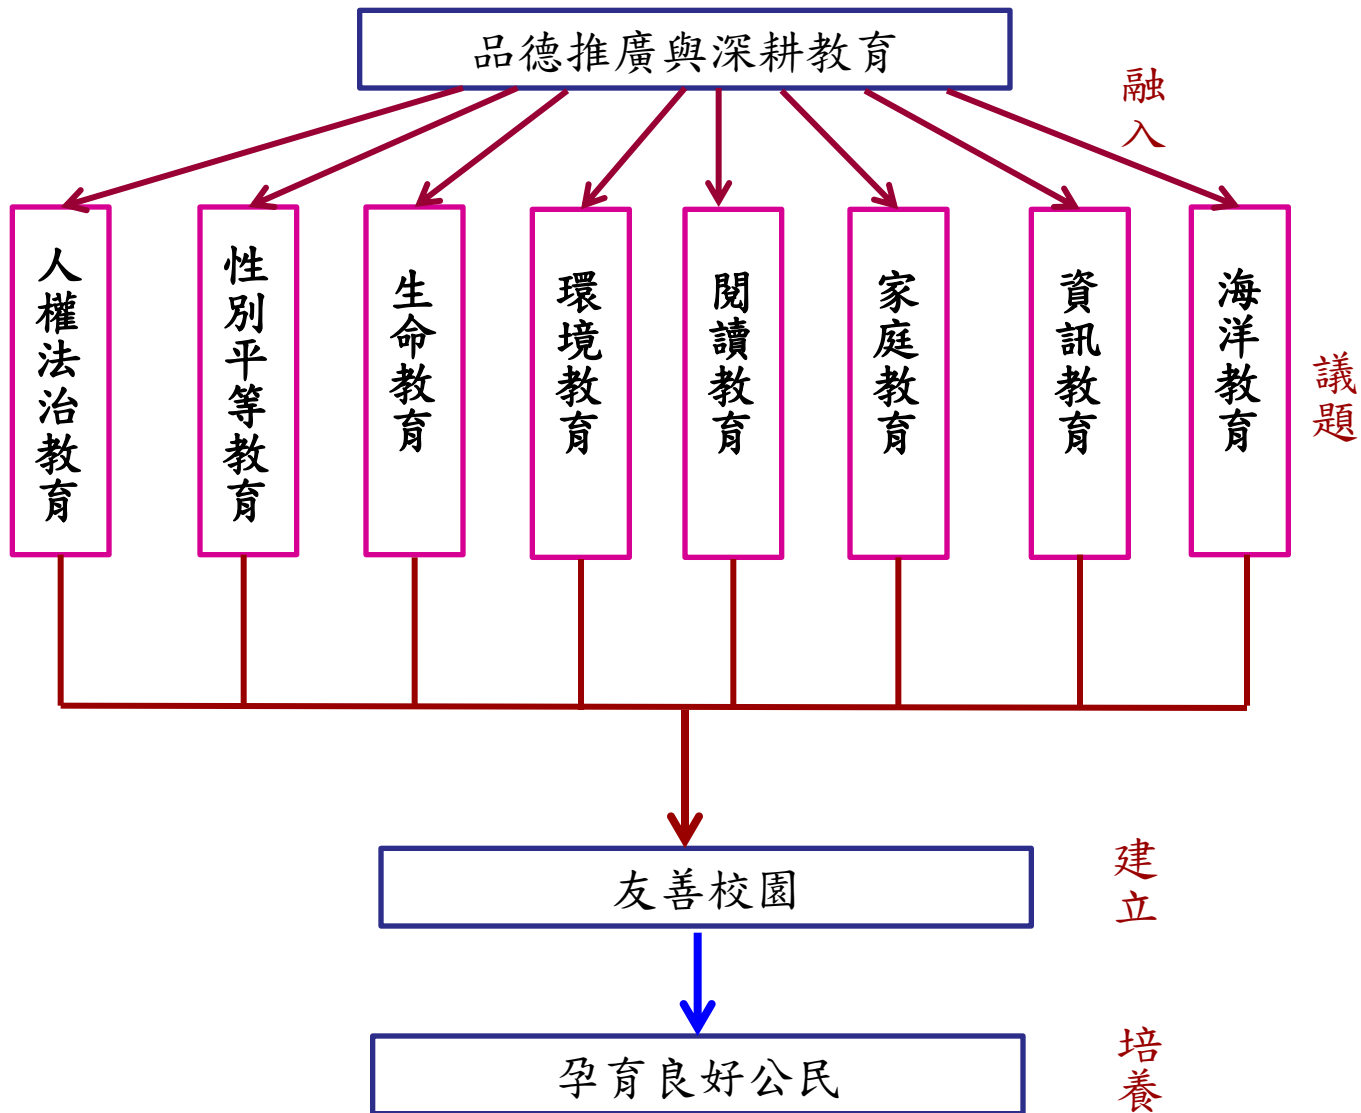 品德推廣與深耕教育
融入
人權法治教育
性別平等教育
生命教育
環境教育
閱讀教育
家庭教育
資訊教育
海洋教育
議題
友善校園
建立
孕育良好公民
培養